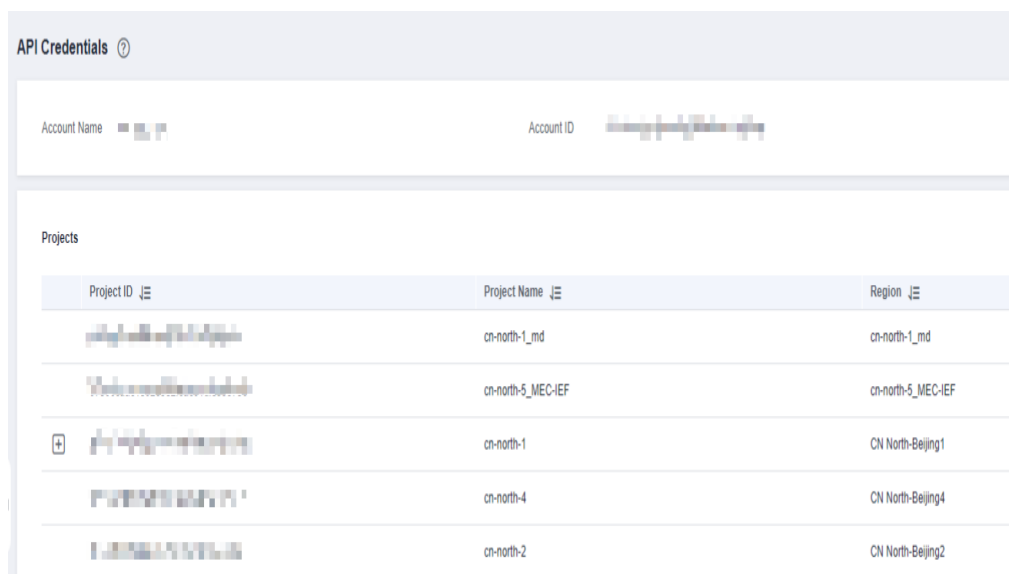 API Credentials ?
Account Name Account ID
Projects
Project ID Project Name Region
cn-north-1_md cn-north-1_md
cn-north-5_MEC-IEF cn-north-5_MEC-IEF
cn-north-1 CN North-Beijing1
cn-north-4 CN North-Beijing4
cn-north-2 CN North-Beijing2